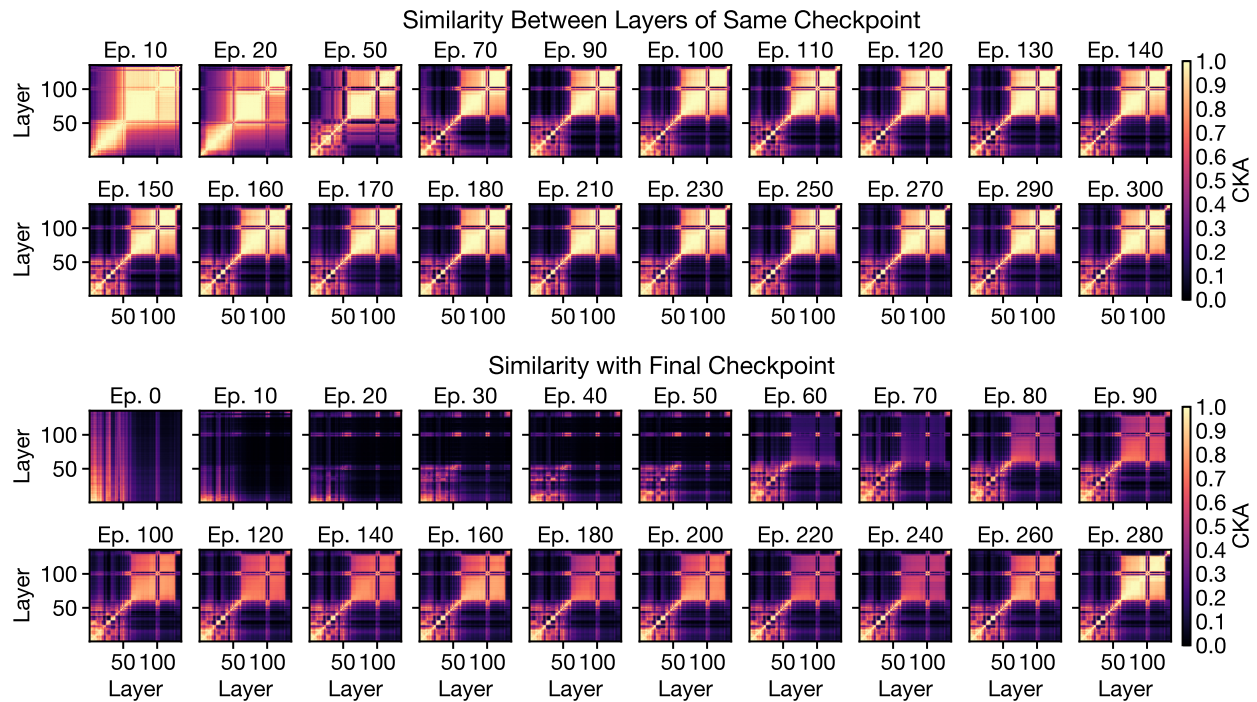 Similarity Between Layers of Same Checkpoint
Ep. 10 Ep. 20 Ep. 50 Ep. 70 Ep. 90 Ep. 100 Ep. 110 Ep. 120 Ep. 130 Ep. 140
Layer
100
50
Ep. 150 Ep. 160 Ep. 170 Ep. 180 Ep. 210 Ep. 230 Ep. 250 Ep. 270 Ep. 290 Ep. 300
Layer
100
50
50 100 50 100 50 100 50 100 50 100 50 100 50 100 50 100 50 100 50 100
1.0
0.9
0.8
0.7
0.6
0.5
0.4
0.3
0.2
0.1
0.0
CKA
Similarity with Final Checkpoint
Ep. 0 Ep. 10 Ep. 20 Ep. 30 Ep. 40 Ep. 50 Ep. 60 Ep. 70 Ep. 80 Ep. 90
Layer
100
50
Ep. 100 Ep. 120 Ep. 140 Ep. 160 Ep. 180 Ep. 200 Ep. 220 Ep. 240 Ep. 260 Ep. 280
Layer
100
50
50 100 50 100 50 100 50 100 50 100 50 100 50 100 50 100 50 100 50 100
Layer Layer Layer Layer Layer Layer Layer Layer Layer Layer
1.0
0.9
0.8
0.7
0.6
0.5
0.4
0.3
0.2
0.1
0.0
CKA